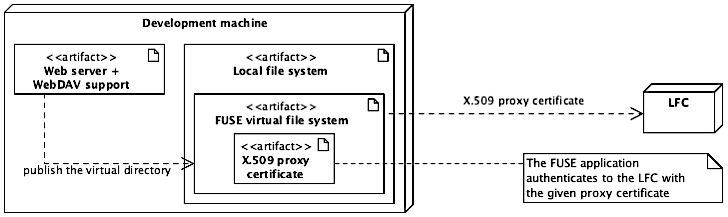 Development machine
<<artifact>>
Web server +
WebDAV support
<<artifact>>
Local file system
<<artifact>>
FUSE virtual file system
<<artifact>>
X.509 proxy
certificate
publish the virtual directory
X.509 proxy certificate
LFC
The FUSE application
authenticates to the LFC with
the given proxy certificate